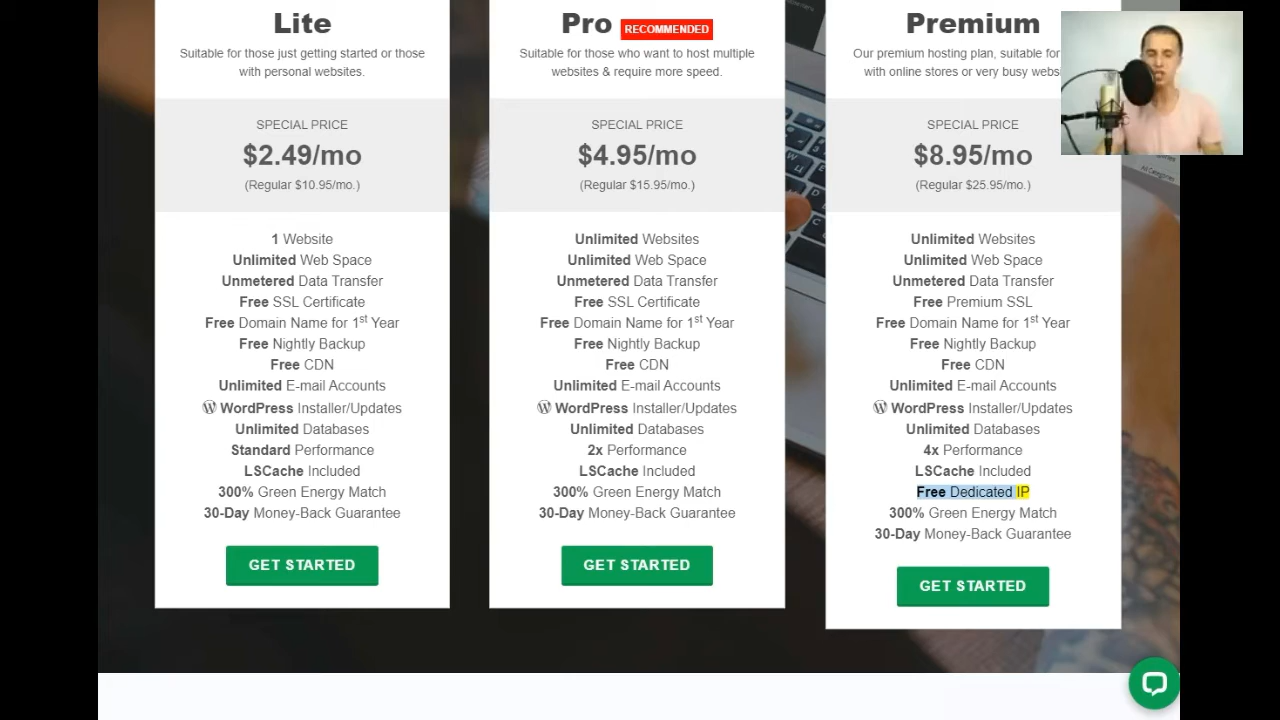 Lite
Suitable for those just getting started or those
with personal websites.
SPECIAL PRICE
$2.49/mo
(Regular $10.95/mo.)
1 Website
Unlimited Web Space
Unmetered Data Transfer
Free SSL Certificate
Free Domain Name for 1st Year
Free Nightly Backup
Free CDN
Unlimited E-mail Accounts
WordPress Installer/Updates
Unlimited Databases
Standard Performance
LSCache Included
300% Green Energy Match
30-Day Money-Back Guarantee
GET STARTED
Pro RECOMMENDED
Suitable for those who want to host multiple
websites & require more speed.
SPECIAL PRICE
$4.95/mo
(Regular $15.95/mo.)
Unlimited Websites
Unlimited Web Space
Unmetered Data Transfer
Free SSL Certificate
Free Domain Name for 1st Year
Free Nightly Backup
Free CDN
Unlimited E-mail Accounts
WordPress Installer/Updates
Unlimited Databases
2x Performance
LSCache Included
300% Green Energy Match
30-Day Money-Back Guarantee
GET STARTED
Premium
Our premium hosting plan, suitable for
with online stores or very busy webs
SPECIAL PRICE
$8.95/mo
(Regular $25.95/mo.)
Unlimited Websites
Unlimited Web Space
Unmetered Data Transfer
Free Premium SSL
Free Domain Name for 1st Year
Free Nightly Backup
Free CDN
Unlimited E-mail Accounts
WordPress Installer/Updates
Unlimited Databases
4x Performance
LSCache Included
Free Dedicated IP
300% Green Energy Match
30-Day Money-Back Guarantee
GET STARTED